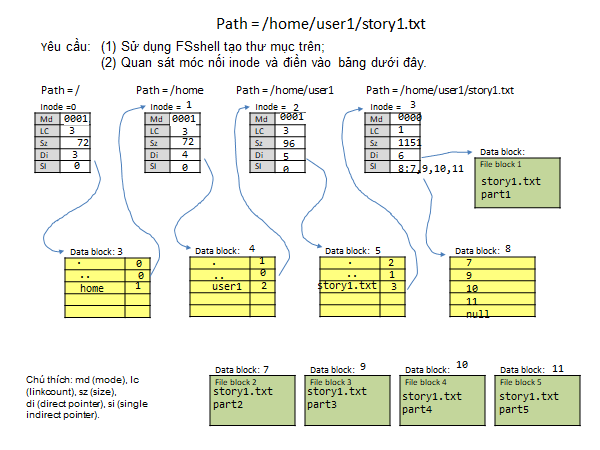 Path = /home/user1/story1.txt
Yêu cầu: (1) Sử dụng FSshell tạo thư mục trên;
(2) Quan sát móc nối inode và điền vào bảng dưới đây.
Path = /
Inode =0
Md 0001
LC 3
Sz 72
Di 3
SI 0
Path = /home
Inode = 1
Md 0001
LC 3
Sz 72
Di 4
SI 0
Path = /home/user1
Inode = 2
Md 0001
LC 3
Sz 96
Di 5
SI 0
Path = /home/user1/story1.txt
Inode = 3
Md 0000
LC 1
Sz 1151
Di 6
SI 8:7,9,10,11
Data block:
File block 1
story1.txt
part1
Data block: 3
. 0
.. 0
home 1
Data block: 4
. 1
.. 0
user1 2
Data block: 5
. 2
.. 1
story1.txt 3
Data block: 8
7
9
10
11
null
Chú thích: md (mode), lc
(linkcount), sz (size),
di (direct pointer), si (single
indirect pointer).
Data block: 7
File block 2
story1.txt
part2
Data block: 9
File block 3
story1.txt
part3
Data block: 10
File block 4
story1.txt
part4
Data block: 11
File block 5
story1.txt
part5